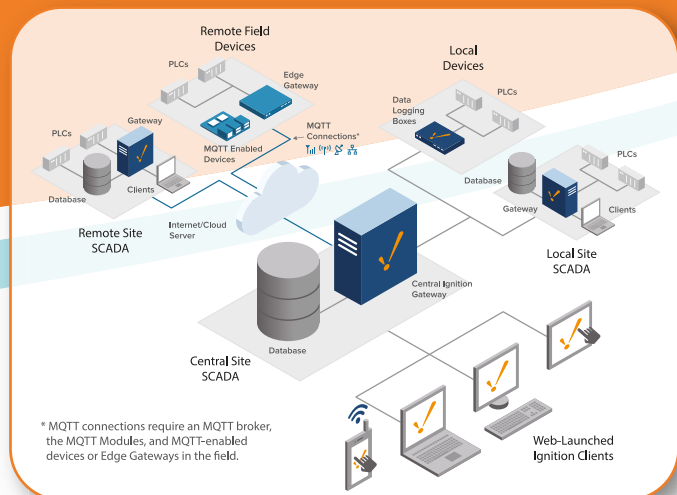 Remote Field
Devices
PLCs
Edge
Gateway
MQTT Enabled
Devices
MQTT
Connections*
Local
Devices
Data
Logging
Boxes
PLCs
PLCs
Gateway
Database
Clients
Remote Site
SCADA
Internet/Cloud
Server
Database
PLCs
Gateway
Clients
Local Site
SCADA
Central Ignition
Gateway
Database
Central Site
SCADA
Web-Launched
Ignition Clients
* MQTT connections require an MQTT broker,
the MQTT Modules, and MQTT-enabled
devices or Edge Gateways in the field.